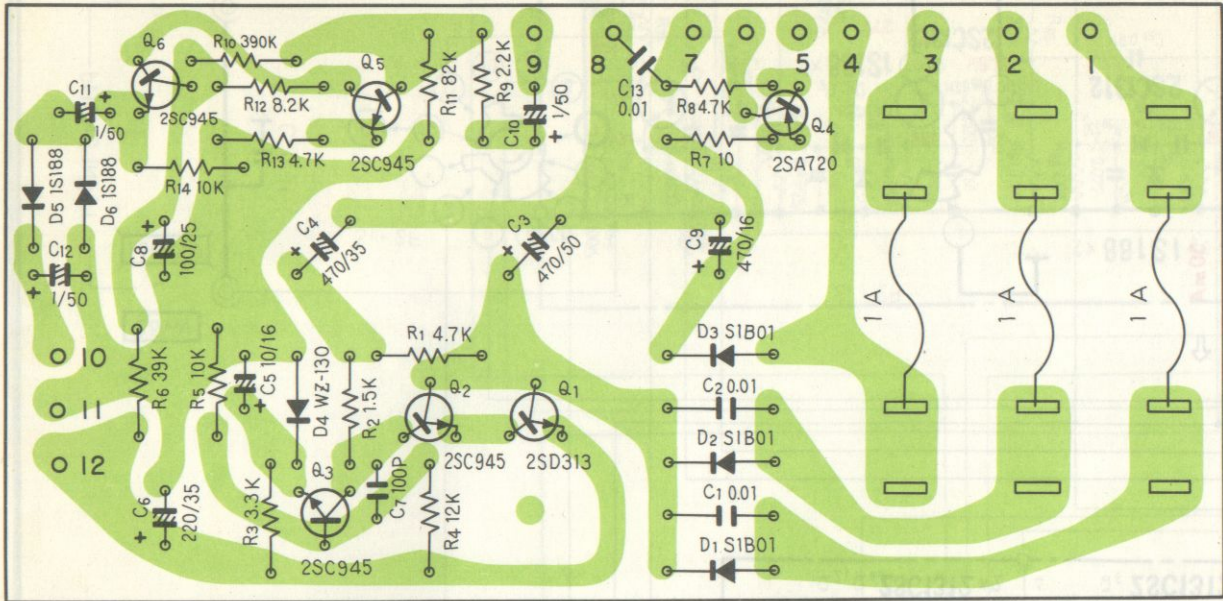 Q6
R10 390K
Q5
R11 82K
R9 2.2K
9
8
7
5
4
3
2
1
C11
+
1/50
R12 8.2K
2SC945
C10
1/50
+
C13
0.01
R8 4.7K
Q4
R13 4.7K
2SC945
R7 10
2SA720
R14 10K
D5 1S188
D6 1S188
+
C8
100/25
+
C4
470/35
+
C3
470/50
C9
470/16
+
C12
+
1/50
1A
1A
1A
10
11
12
R6 39K
R5 10K
C5 10/16
+
D4 WZ-130
R2 1.5K
R1 4.7K
Q2
Q1
2SC945
2SD313
D3 S1B01
C2 0.01
D2 S1B01
C1 0.01
D1 S1B01
C6
220/35
+
R3 3.3K
Q3
2SC945
C7 100P
R4 12K